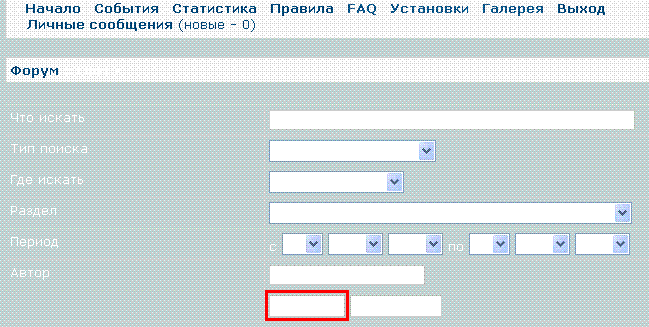 Начало События Статистика Правила FAQ Установки Галерея Выход
Личные сообщения (новые - 0)
Форум
Что искать
Тип поиска
Где искать
Раздел
Период с по
Автор